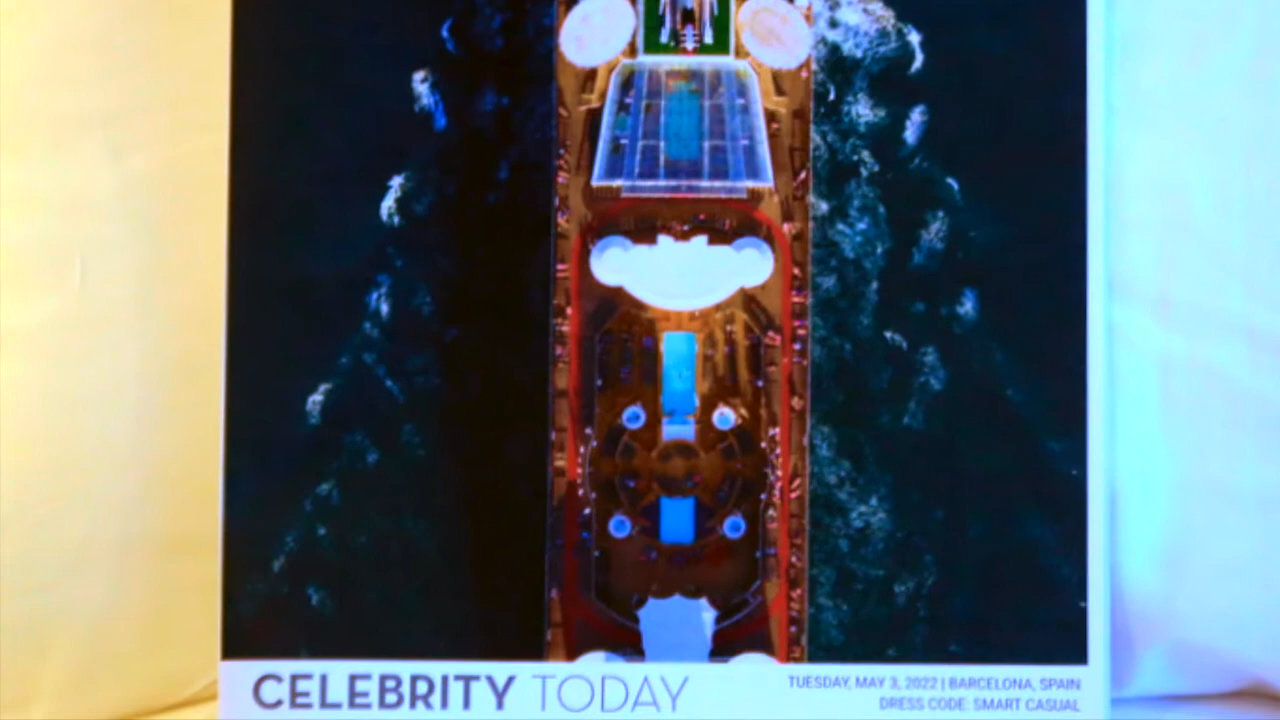 CELEBRITY TODAY
TUESDAY, MAY 3, 2022 | BARCELONA, SPAIN
DRESS CODE: SMART CASUAL